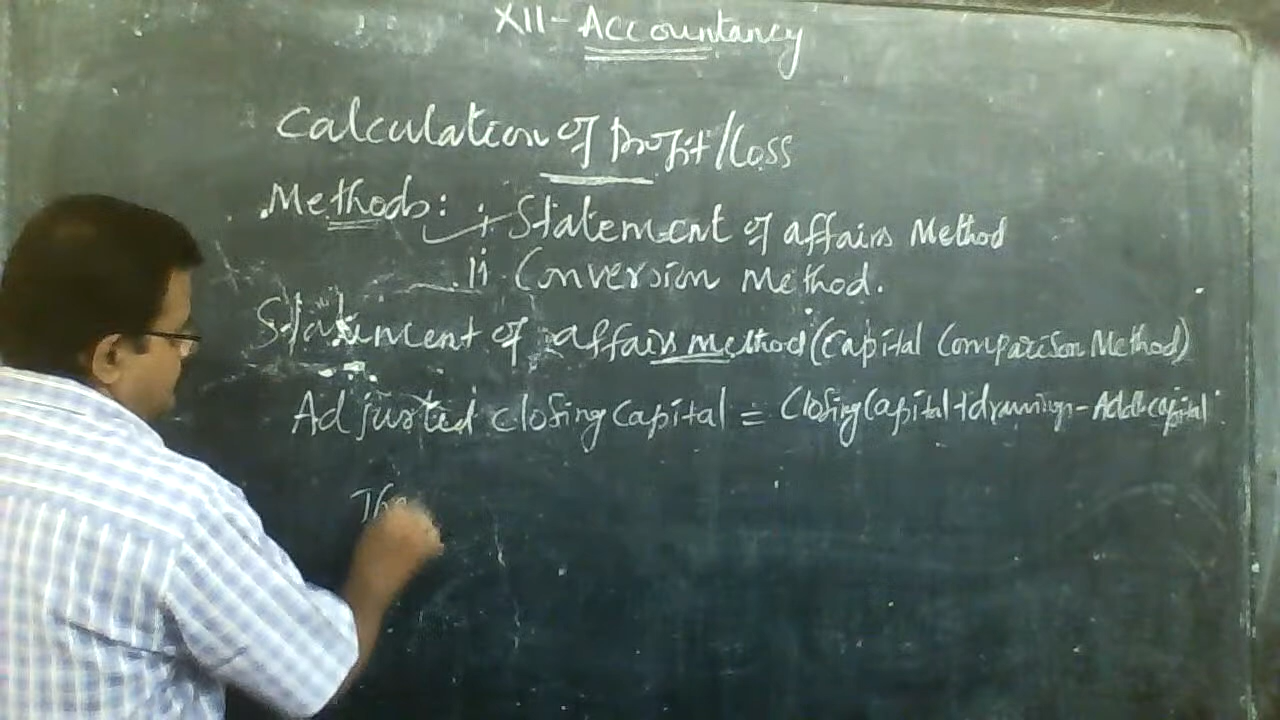 XII - Accountancy
Calculation of profit/Loss
Methods: i Statement of affairs Method
ii Conversion Method.
Statement of affairs method (Capital Comparison Method)
Adjusted closing capital = Closing Capital + drawings - Addl. capital
The